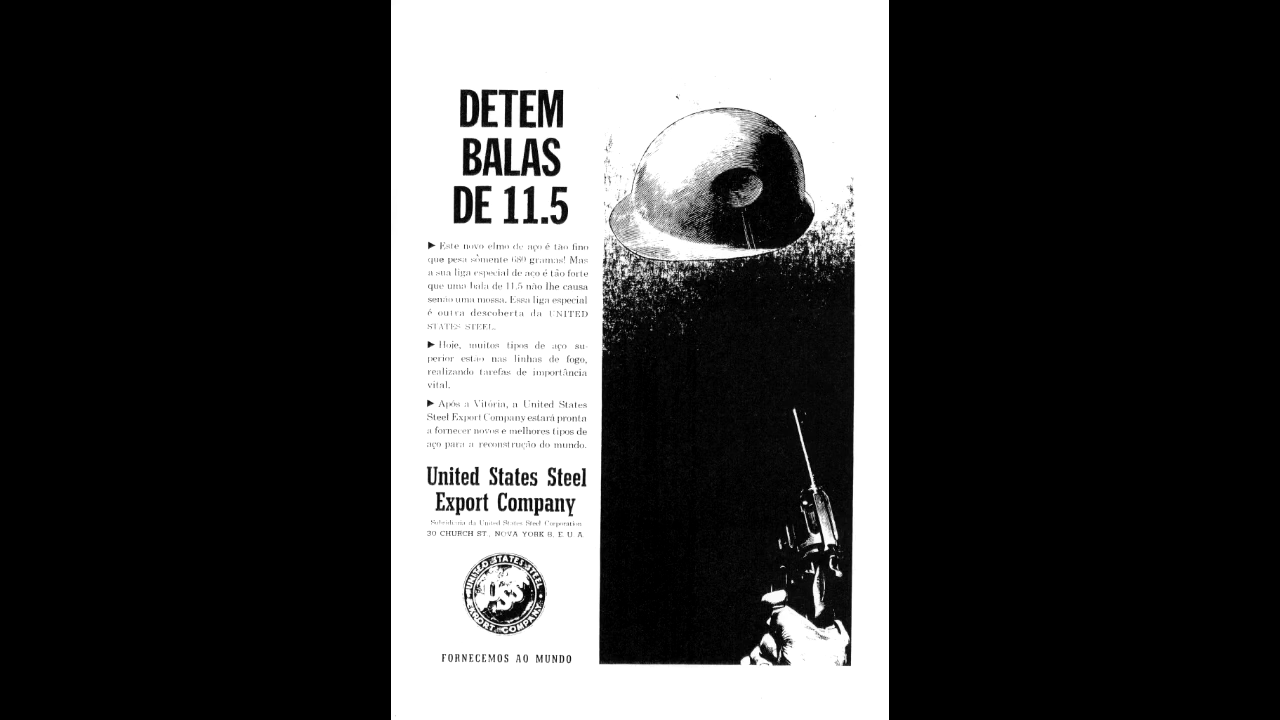 DETEM
BALAS
DE 11.5
► Este novo elmo de aço é tão fino
que pesa sòmente 680 gramas! Mas
a sua liga especial de aço é tão forte
que uma bala de 11.5 não lhe causa
senão uma mossa. Essa liga especial
é outra descoberta da UNITED
STATES STEEL.
► Hoje, muitos tipos de aço su-
perior estão nas linhas de fogo,
realizando tarefas de importância
vital.
► Após a Vitória, a United States
Steel Export Company estará pronta
a fornecer novos e melhores tipos de
aço para a reconstrução do mundo.
United States Steel
Export Company
Subsidiária da United States Steel Corporation
30 CHURCH ST., NOVA YORK 8, E. U. A.
UNITED STATES STEEL
USS
EXPORT COMPANY
FORNECEMOS AO MUNDO